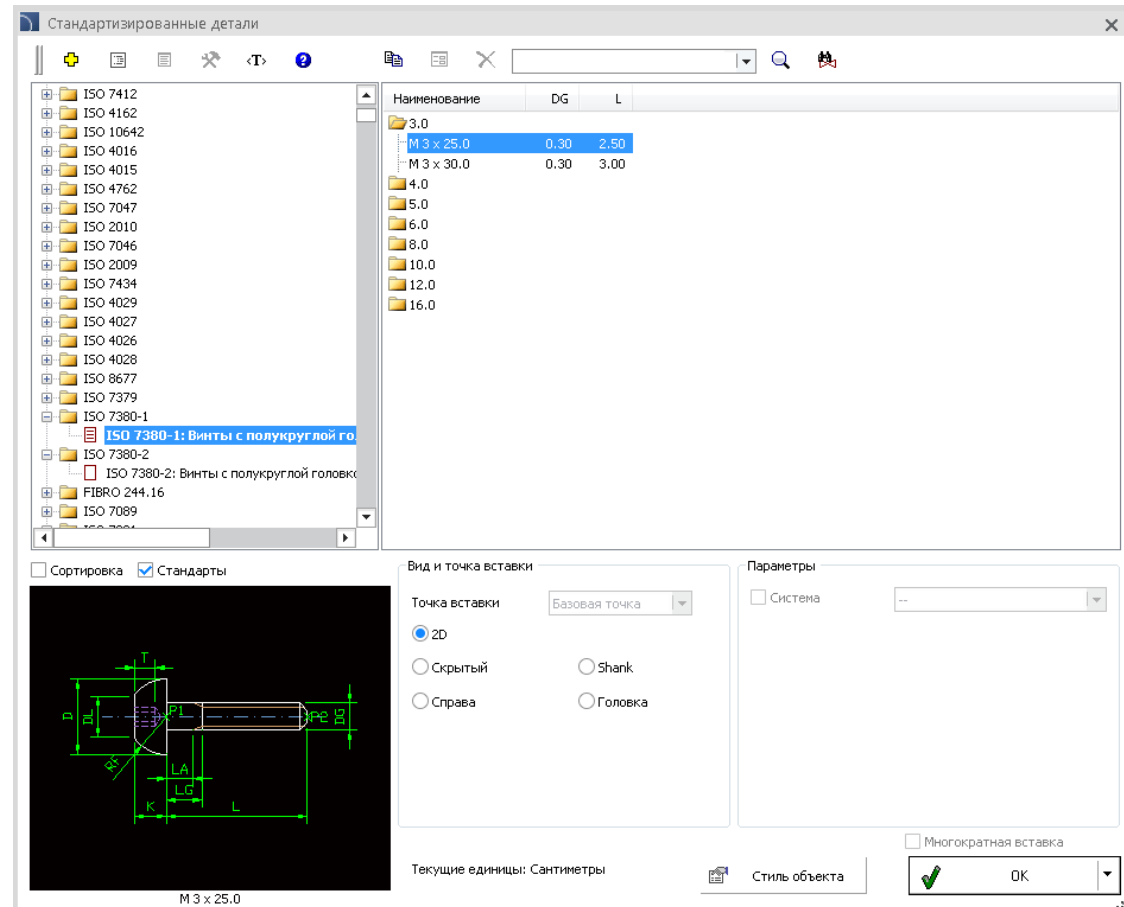 Стандартизированные детали
<T>
ISO 7412
ISO 4162
ISO 10642
ISO 4016
ISO 4015
ISO 4762
ISO 7047
ISO 2010
ISO 7046
ISO 2009
ISO 7434
ISO 4029
ISO 4027
ISO 4026
ISO 4028
ISO 8677
ISO 7379
ISO 7380-1
ISO 7380-1: Винты с полукруглой го
ISO 7380-2
ISO 7380-2: Винты с полукруглой головк
FIBRO 244.16
ISO 7089
Наименование DG L
3.0
M 3 x 25.0 0.30 2.50
M 3 x 30.0 0.30 3.00
4.0
5.0
6.0
8.0
10.0
12.0
16.0
Сортировка Стандарты
T
D DL P1 P2 DG
RF LA
LG
K L
M 3 x 25.0
Вид и точка вставки
Точка вставки Базовая точка
2D
Скрытый Shank
Справа Головка
Параметры
Система --
Многократная вставка
Текущие единицы: Сантиметры Стиль объекта OK